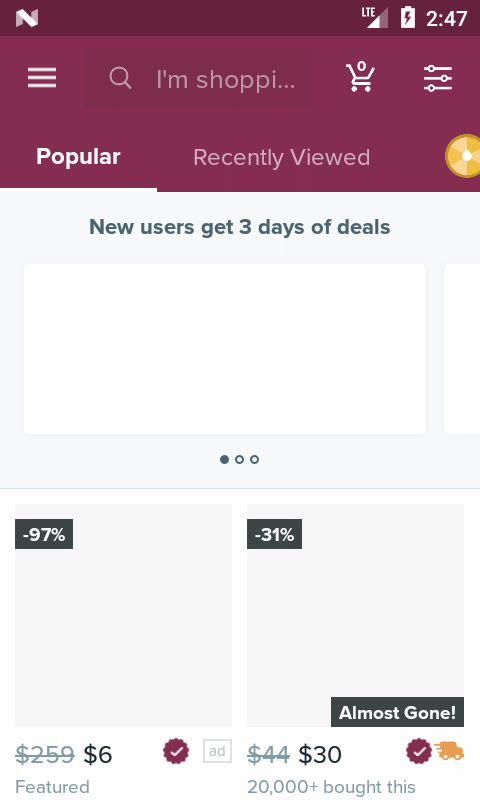 LTE 2:47
I'm shoppi... 0
Popular Recently Viewed
New users get 3 days of deals
-97% -31%
Almost Gone!
$259 $6 ad $44 $30
Featured 20,000+ bought this